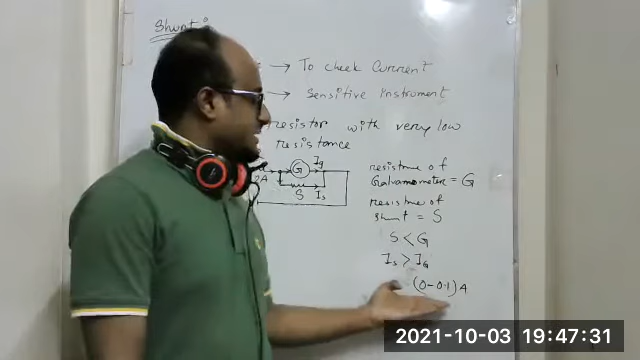 Shunt :
→ To check Current
→ Sensitive Instrument
resistor with very low
resistance
G Ig
2A
S Is
resistance of
Galvanometer = G
resistance of
shunt = S
S < G
Is > IG
(0-0.1) A
2021-10-03 19:47:31